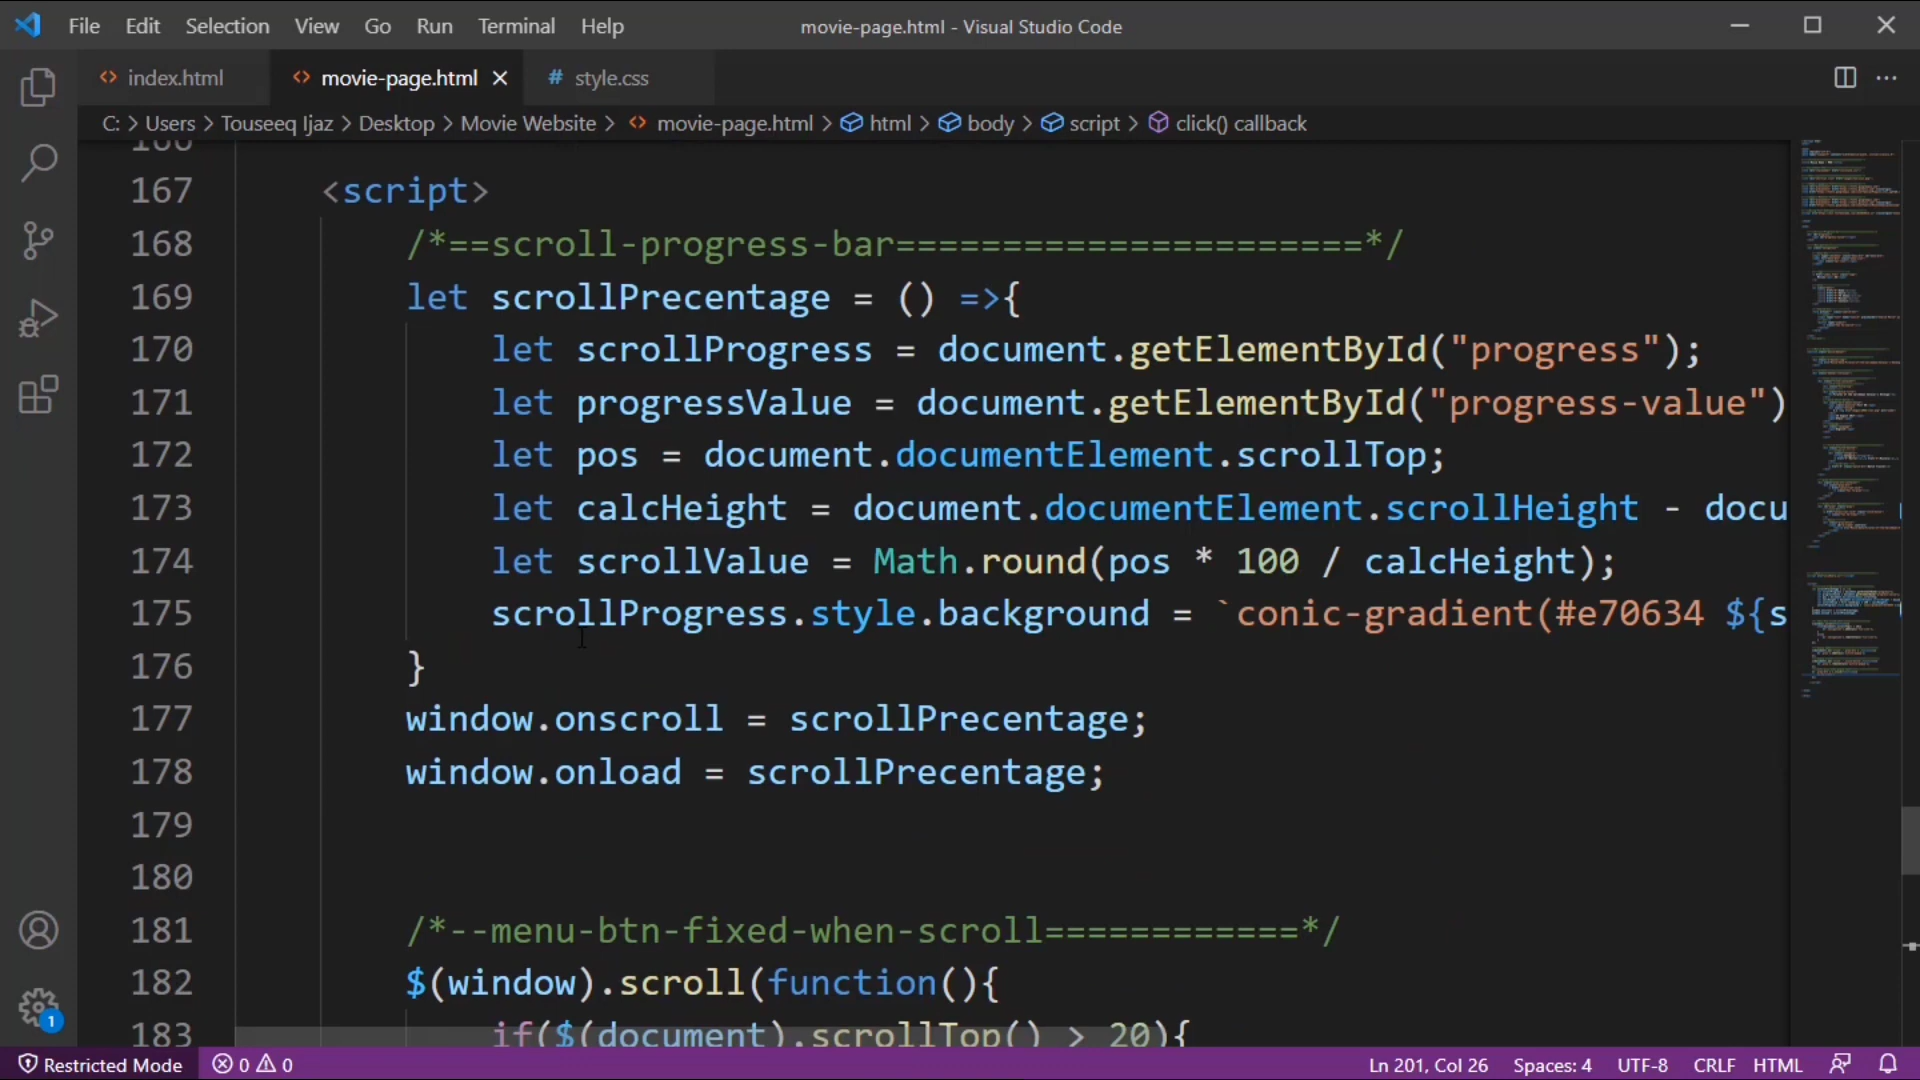 File Edit Selection View Go Run Terminal Help
movie-page.html - Visual Studio Code
index.html
movie-page.html
# style.css
C: > Users > Touseeq Ijaz > Desktop > Movie Website > movie-page.html > html > body > script > click() callback
167 <script>
168 /*==scroll-progress-bar======================*/
169 let scrollPrecentage = () =>{
170 let scrollProgress = document.getElementById("progress");
171 let progressValue = document.getElementById("progress-value")
172 let pos = document.documentElement.scrollTop;
173 let calcHeight = document.documentElement.scrollHeight - docu
174 let scrollValue = Math.round(pos * 100 / calcHeight);
175 scrollProgress.style.background = `conic-gradient(#e70634 ${s
176 }
177 window.onscroll = scrollPrecentage;
178 window.onload = scrollPrecentage;
179
180
181 /*--menu-btn-fixed-when-scroll============*/
182 $(window).scroll(function(){
183 if($(document).scrollTop() > 20){
1
Restricted Mode 0 0
Ln 201, Col 26 Spaces: 4 UTF-8 CRLF HTML